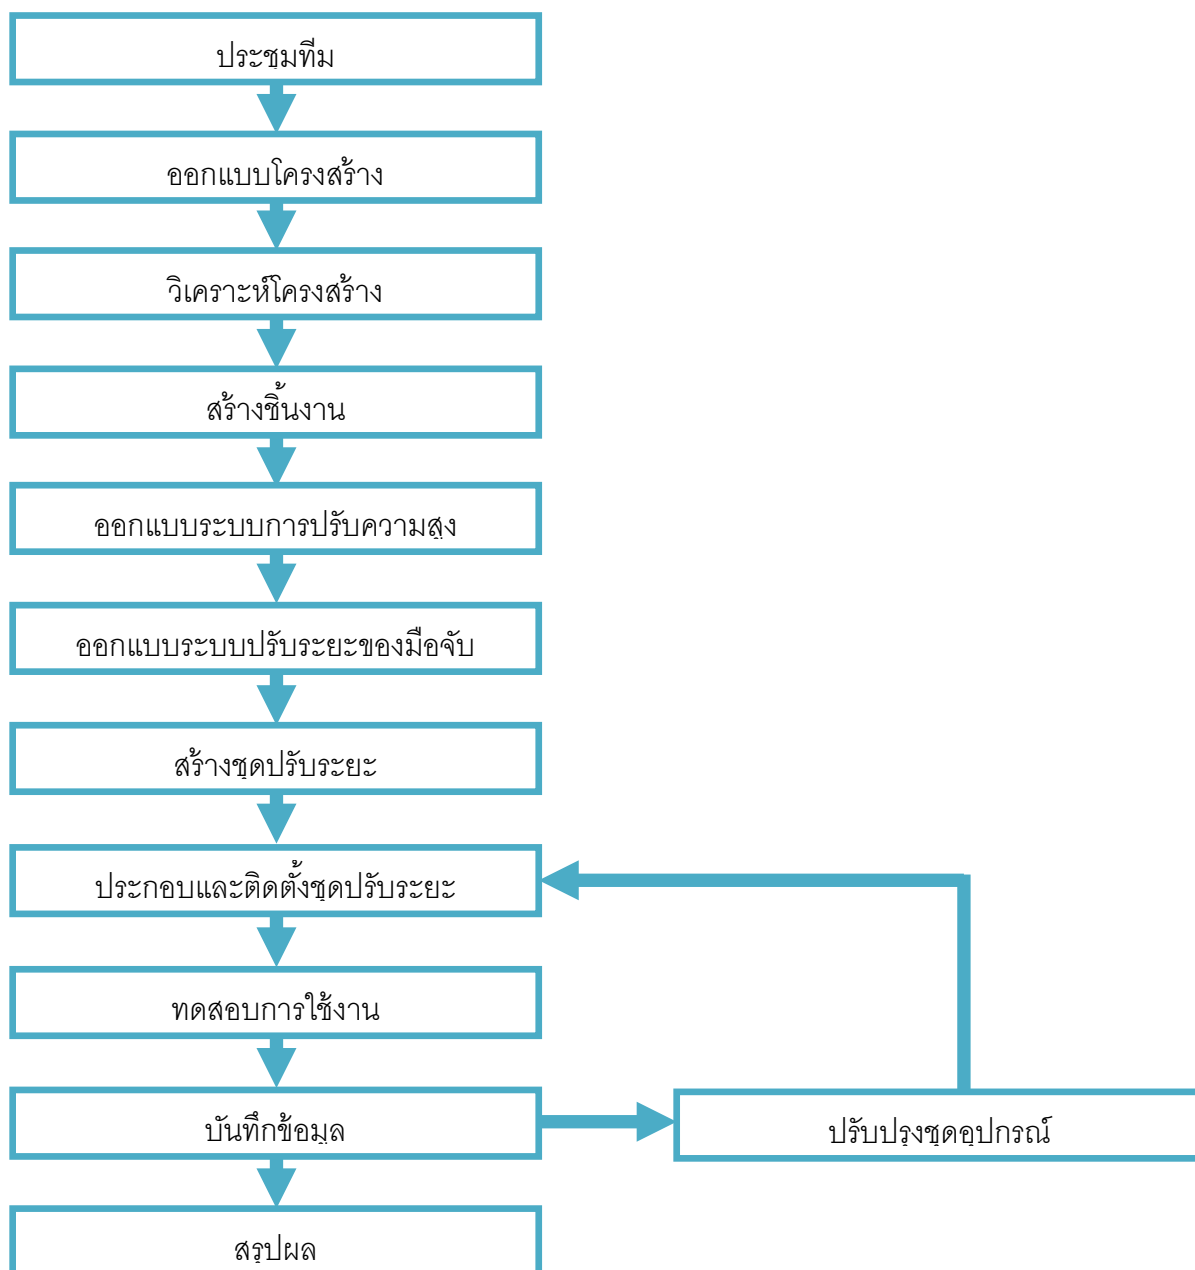 ประชุมทีม
ออกแบบโครงสร้าง
วิเคราะห์โครงสร้าง
สร้างชิ้นงาน
ออกแบบระบบการปรับความสูง
ออกแบบระบบปรับระยะของมือจับ
สร้างชุดปรับระยะ
ประกอบและติดตั้งชุดปรับระยะ
ทดสอบการใช้งาน
บันทึกข้อมูล
ปรับปรุงชุดอุปกรณ์
สรุปผล